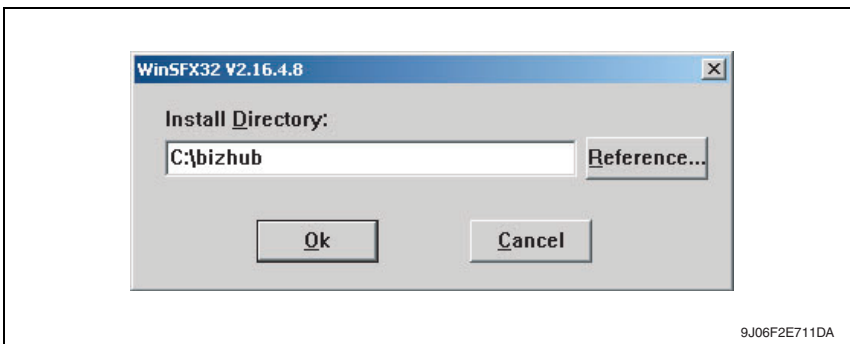 WinSFX32 V2.16.4.8
Install Directory:
C:\bizhub
Reference...
Ok
Cancel
9J06F2E711DA